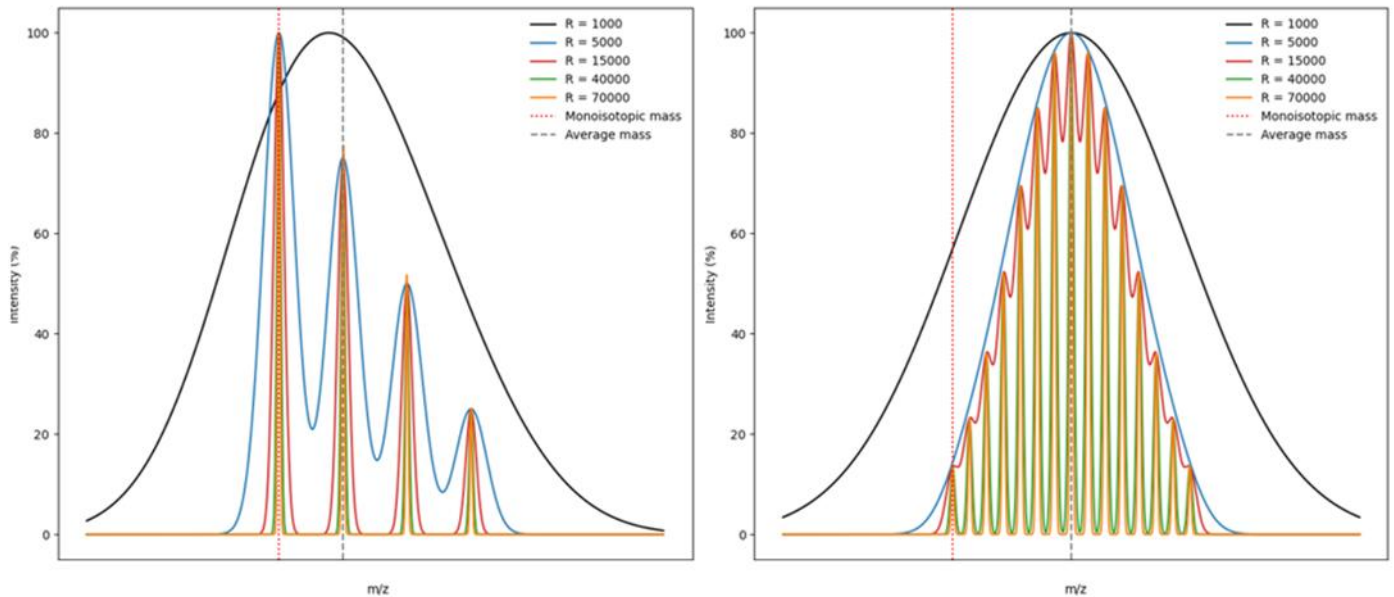 100
80
60
40
20
0
Intensity (%)
m/z
R = 1000
R = 5000
R = 15000
R = 40000
R = 70000
Monoisotopic mass
Average mass
100
80
60
40
20
0
Intensity (%)
m/z
R = 1000
R = 5000
R = 15000
R = 40000
R = 70000
Monoisotopic mass
Average mass